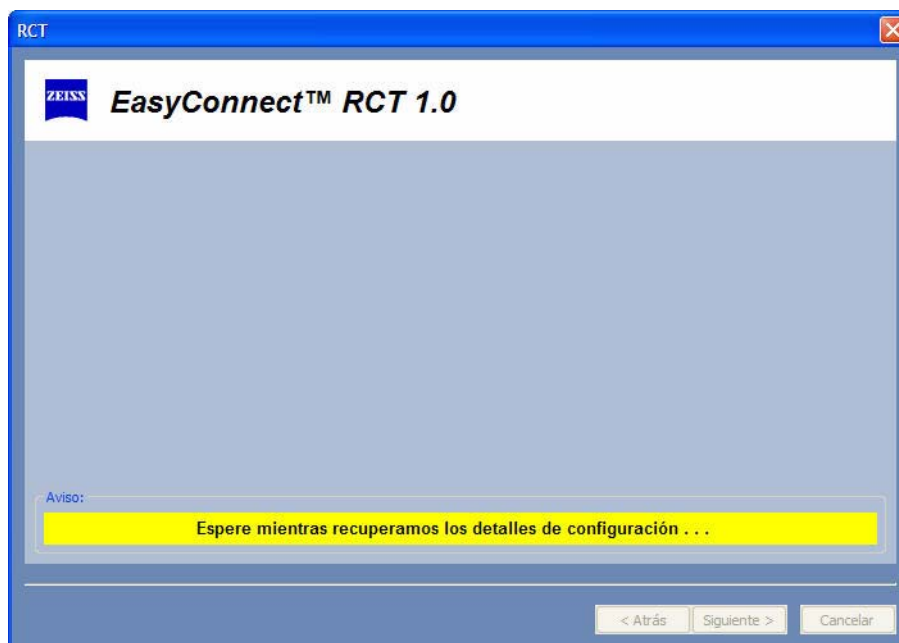 RCT
ZEISS
EasyConnect™ RCT 1.0
Aviso:
Espere mientras recuperamos los detalles de configuración . . .
< Atrás Siguiente > Cancelar